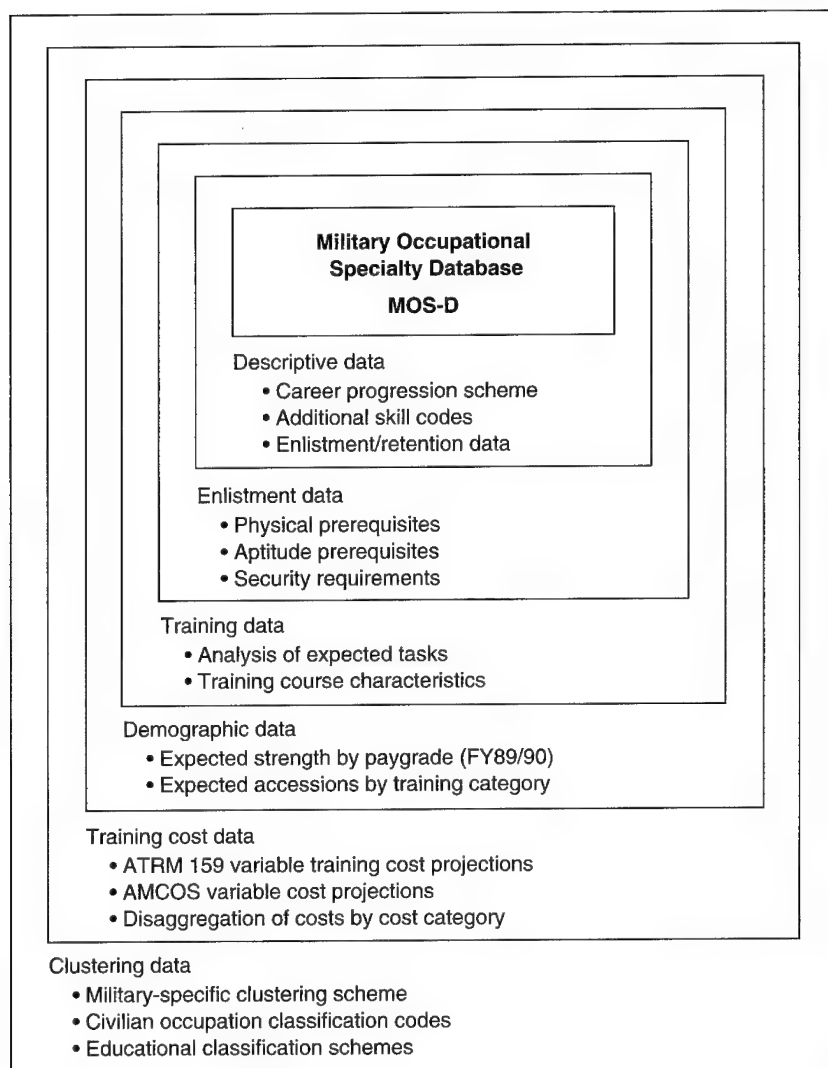 Military Occupational
Specialty Database
MOS-D
Descriptive data
• Career progression scheme
• Additional skill codes
• Enlistment/retention data
Enlistment data
• Physical prerequisites
• Aptitude prerequisites
• Security requirements
Training data
• Analysis of expected tasks
• Training course characteristics
Demographic data
• Expected strength by paygrade (FY89/90)
• Expected accessions by training category
Training cost data
• ATRM 159 variable training cost projections
• AMCOS variable cost projections
• Disaggregation of costs by cost category
Clustering data
• Military-specific clustering scheme
• Civilian occupation classification codes
• Educational classification schemes